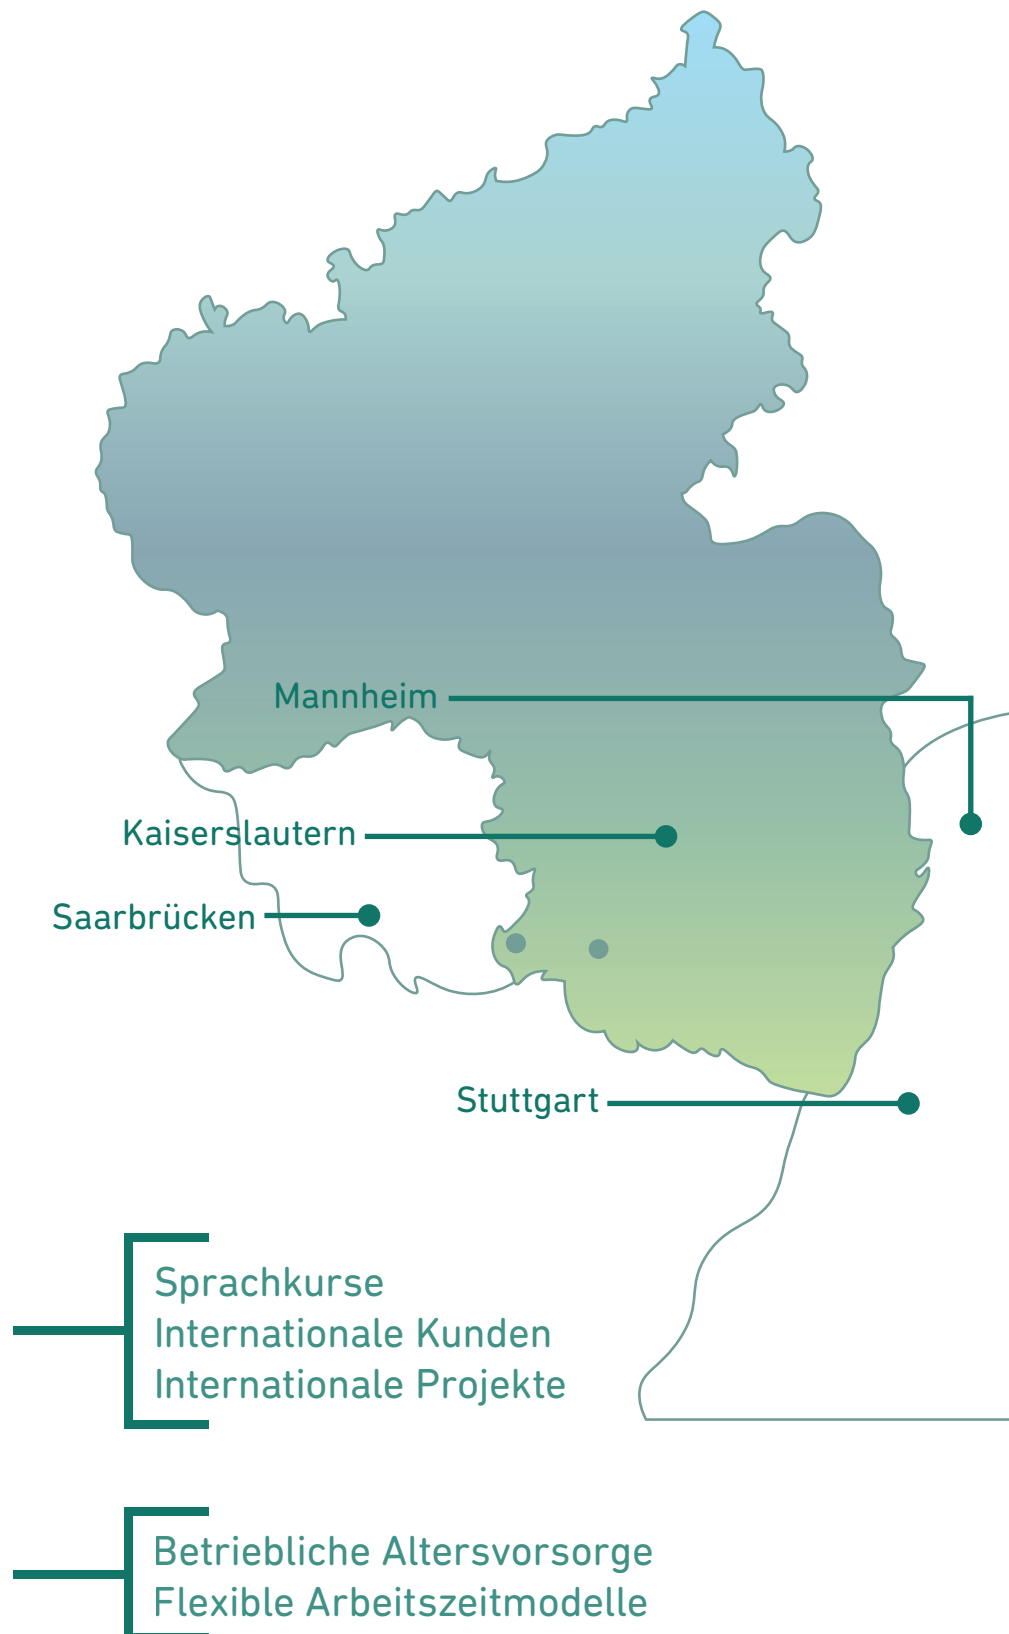 Mannheim
Kaiserslautern
Saarbrücken
Stuttgart
Sprachkurse
Internationale Kunden
Internationale Projekte
Betriebliche Altersvorsorge
Flexible Arbeitszeitmodelle